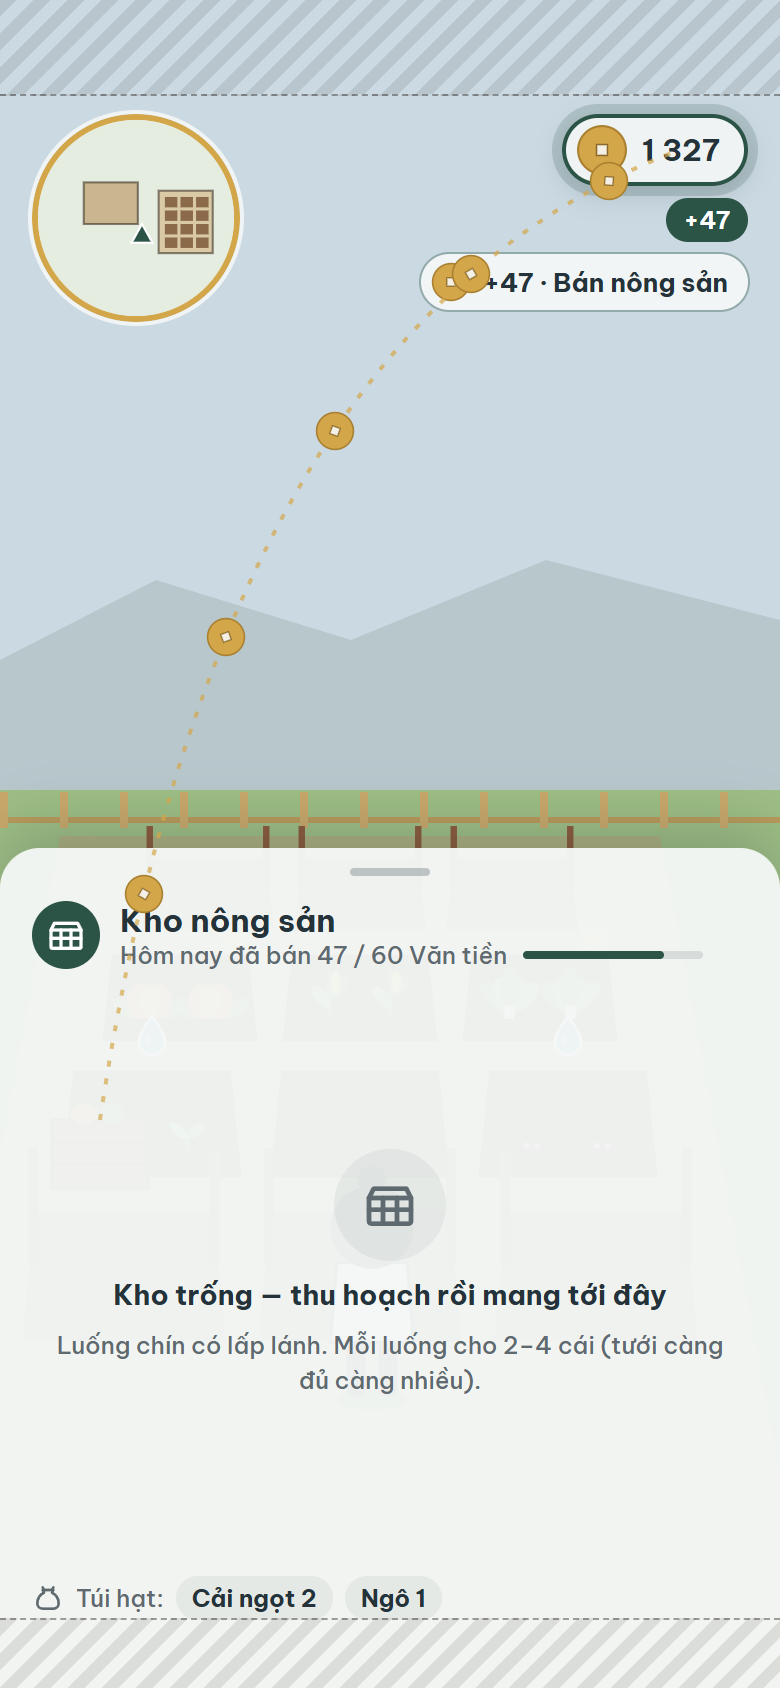 1 327
+47
+47 · Bán nông sản
Kho nông sản
Hôm nay đã bán 47 / 60 Văn tiền
Kho trống — thu hoạch rồi mang tới đây
Luống chín có lấp lánh. Mỗi luống cho 2–4 cái (tưới càng
đủ càng nhiều).
Túi hạt: Cải ngọt 2 Ngô 1